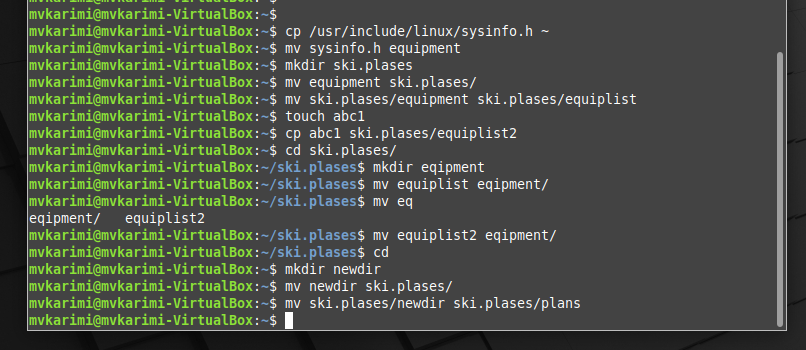 mvkarimi@mvkarimi-VirtualBox:~$
mvkarimi@mvkarimi-VirtualBox:~$
mvkarimi@mvkarimi-VirtualBox:~$ cp /usr/include/linux/sysinfo.h ~
mvkarimi@mvkarimi-VirtualBox:~$ mv sysinfo.h equipment
mvkarimi@mvkarimi-VirtualBox:~$ mkdir ski.plases
mvkarimi@mvkarimi-VirtualBox:~$ mv equipment ski.plases/
mvkarimi@mvkarimi-VirtualBox:~$ mv ski.plases/equipment ski.plases/equiplist
mvkarimi@mvkarimi-VirtualBox:~$ touch abc1
mvkarimi@mvkarimi-VirtualBox:~$ cp abc1 ski.plases/equiplist2
mvkarimi@mvkarimi-VirtualBox:~$ cd ski.plases/
mvkarimi@mvkarimi-VirtualBox:~/ski.plases$ mkdir eqipment
mvkarimi@mvkarimi-VirtualBox:~/ski.plases$ mv equiplist eqipment/
mvkarimi@mvkarimi-VirtualBox:~/ski.plases$ mv eq
eqipment/   equiplist2
mvkarimi@mvkarimi-VirtualBox:~/ski.plases$ mv equiplist2 eqipment/
mvkarimi@mvkarimi-VirtualBox:~/ski.plases$ cd
mvkarimi@mvkarimi-VirtualBox:~$ mkdir newdir
mvkarimi@mvkarimi-VirtualBox:~$ mv newdir ski.plases/
mvkarimi@mvkarimi-VirtualBox:~$ mv ski.plases/newdir ski.plases/plans
mvkarimi@mvkarimi-VirtualBox:~$